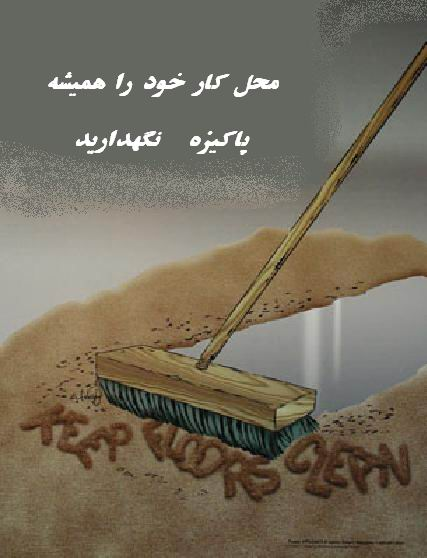 محل کار خود را همیشه
پاکیزه نگهدارید
KEEP FLOORS CLEAN